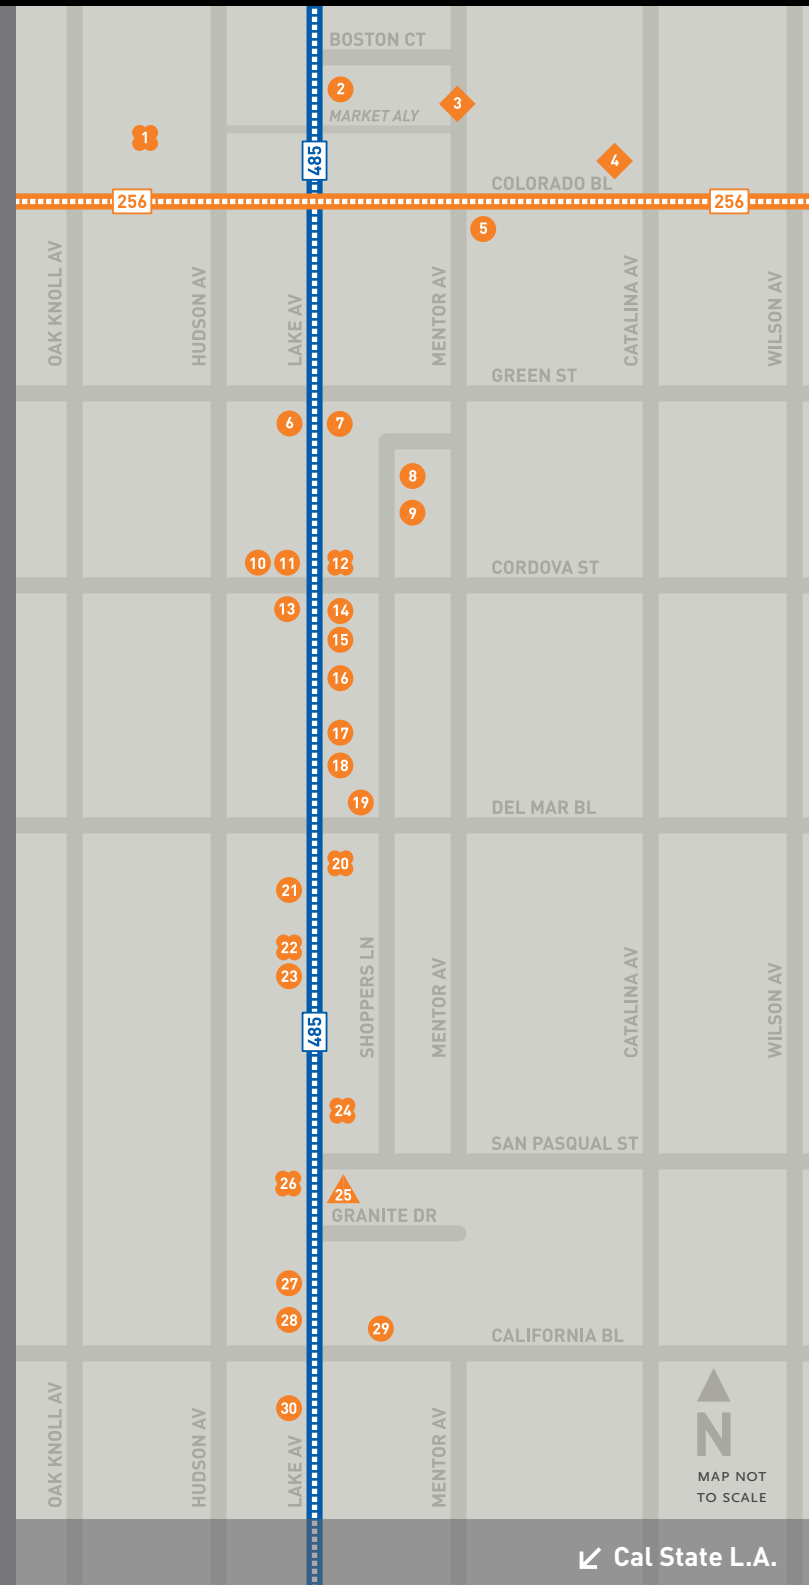 BOSTON CT
2
3
MARKET ALY
1
485
4
COLORADO BL
256
256
5
OAK KNOLL AV
HUDSON AV
LAKE AV
MENTOR AV
CATALINA AV
WILSON AV
GREEN ST
6
7
8
9
10
11
12
CORDOVA ST
13
14
15
16
17
18
19
DEL MAR BL
20
21
22
23
SHOPPERS LN
MENTOR AV
CATALINA AV
WILSON AV
485
24
SAN PASQUAL ST
26
25
GRANITE DR
27
28
29
CALIFORNIA BL
OAK KNOLL AV
HUDSON AV
30
LAKE AV
MENTOR AV
N
MAP NOT
TO SCALE
Cal State L.A.